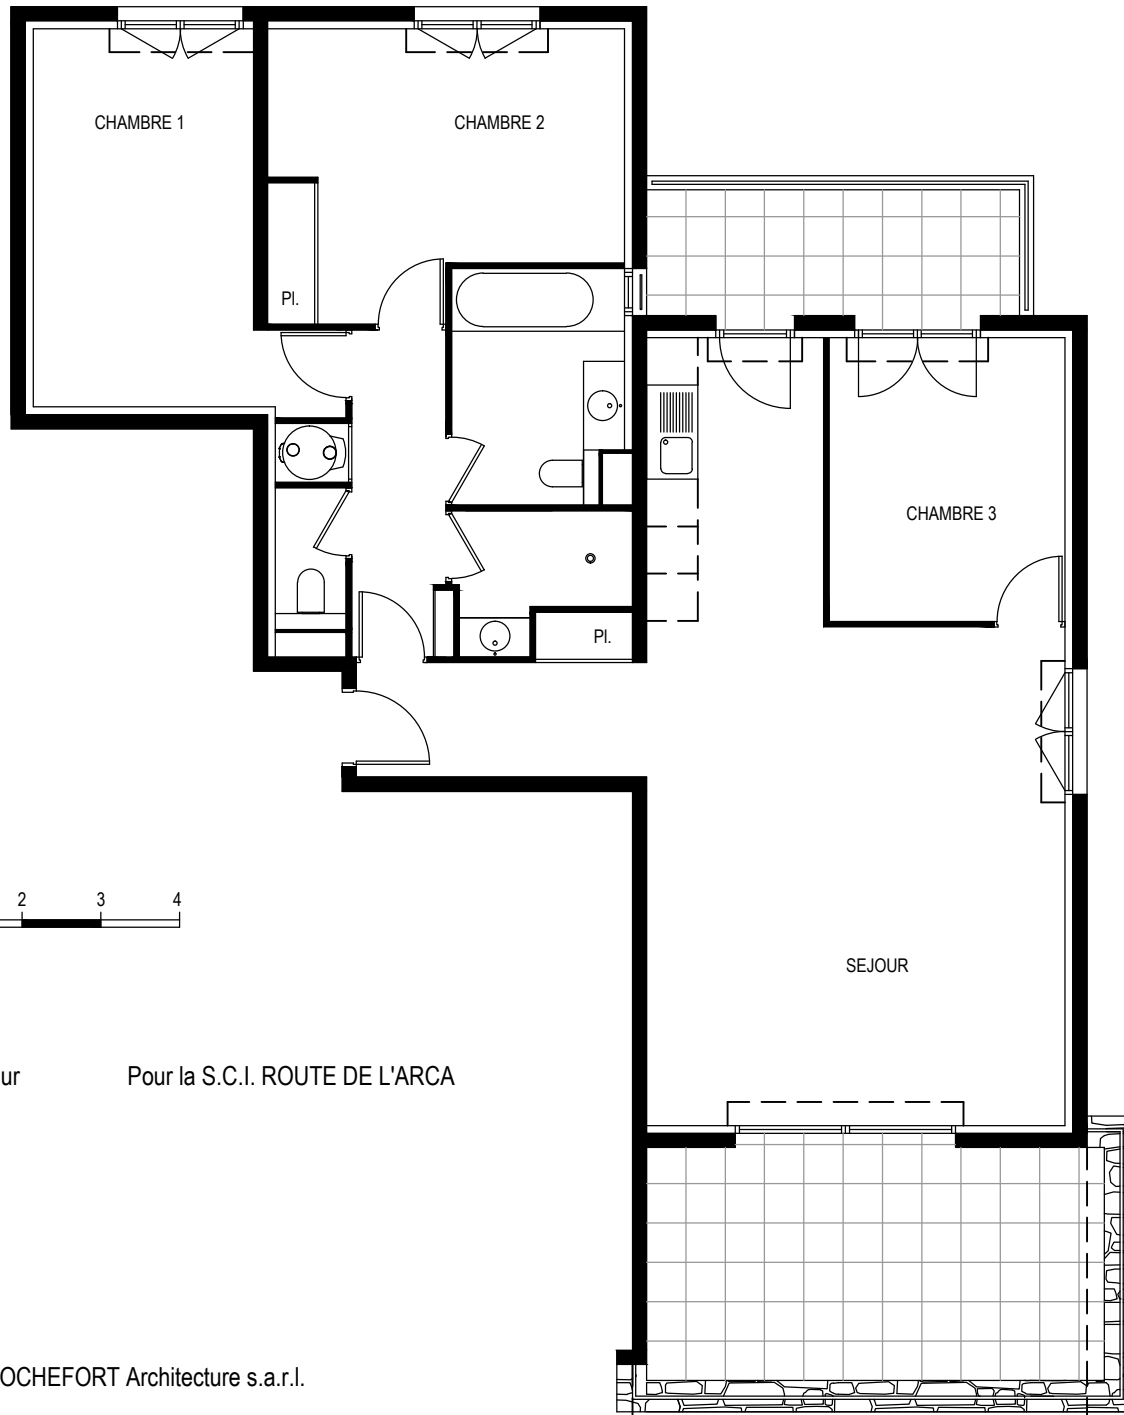 CHAMBRE 1
CHAMBRE 2
Pl.
CHAMBRE 3
Pl.
2 3 4
SEJOUR
ur
Pour la S.C.I. ROUTE DE L'ARCA
OCHEFORT Architecture s.a.r.l.